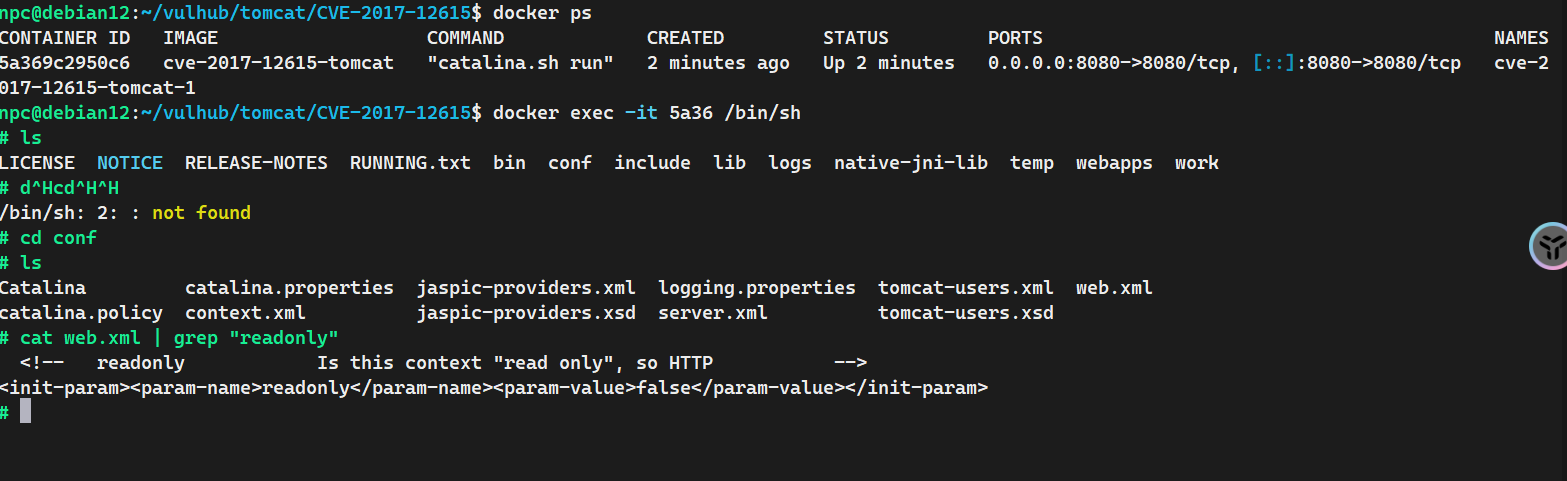 npc@debian12:~/vulhub/tomcat/CVE-2017-12615$ docker ps
CONTAINER ID   IMAGE                   COMMAND             CREATED         STATUS         PORTS                                         NAMES
5a369c2950c6   cve-2017-12615-tomcat   "catalina.sh run"   2 minutes ago   Up 2 minutes   0.0.0.0:8080->8080/tcp, [::]:8080->8080/tcp   cve-2
017-12615-tomcat-1
npc@debian12:~/vulhub/tomcat/CVE-2017-12615$ docker exec -it 5a36 /bin/sh
# ls
LICENSE  NOTICE  RELEASE-NOTES  RUNNING.txt  bin  conf  include  lib  logs  native-jni-lib  temp  webapps  work
# d^Hcd^H^H
/bin/sh: 2: : not found
# cd conf
# ls
Catalina         catalina.properties  jaspic-providers.xml  logging.properties  tomcat-users.xml  web.xml
catalina.policy  context.xml          jaspic-providers.xsd  server.xml          tomcat-users.xsd
# cat web.xml | grep "readonly"
  <!--   readonly            Is this context "read only", so HTTP           -->
<init-param><param-name>readonly</param-name><param-value>false</param-value></init-param>
#